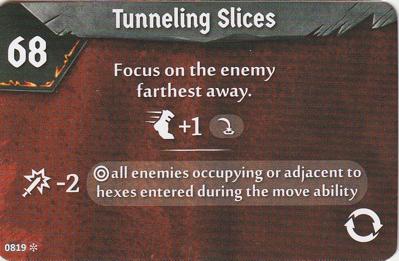 Tunneling Slices
68
Focus on the enemy
farthest away.
+1
-2 all enemies occupying or adjacent to
hexes entered during the move ability
0819